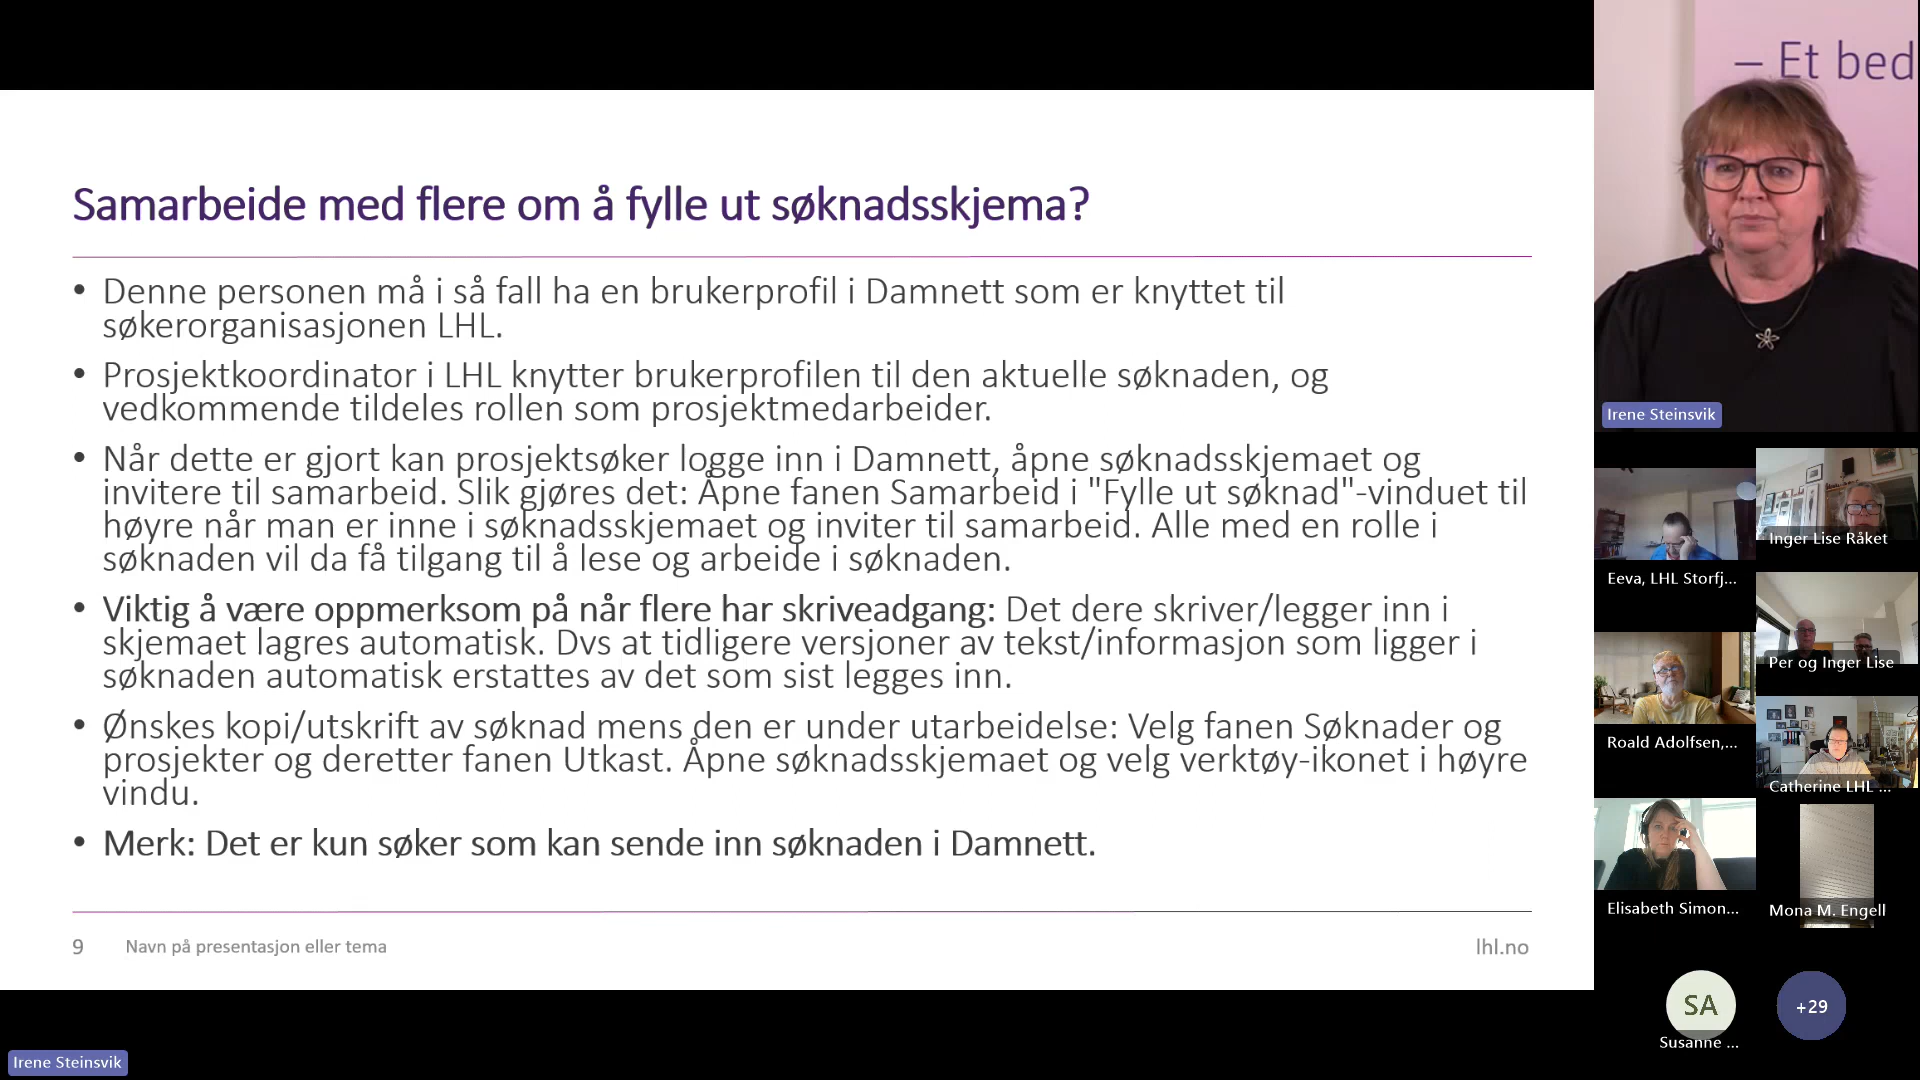 Samarbeide med flere om å fylle ut søknadsskjema?
• Denne personen må i så fall ha en brukerprofil i Damnett som er knyttet til
søkerorganisasjonen LHL.
• Prosjektkoordinator i LHL knytter brukerprofilen til den aktuelle søknaden, og
vedkommende tildeles rollen som prosjektmedarbeider.
• Når dette er gjort kan prosjektsøker logge inn i Damnett, åpne søknadsskjemaet og
invitere til samarbeid. Slik gjøres det: Åpne fanen Samarbeid i "Fylle ut søknad"-vinduet til
høyre når man er inne i søknadsskjemaet og inviter til samarbeid. Alle med en rolle i
søknaden vil da få tilgang til å lese og arbeide i søknaden.
• Viktig å være oppmerksom på når flere har skriveadgang: Det dere skriver/legger inn i
skjemaet lagres automatisk. Dvs at tidligere versjoner av tekst/informasjon som ligger i
søknaden automatisk erstattes av det som sist legges inn.
• Ønskes kopi/utskrift av søknad mens den er under utarbeidelse: Velg fanen Søknader og
prosjekter og deretter fanen Utkast. Åpne søknadsskjemaet og velg verktøy-ikonet i høyre
vindu.
• Merk: Det er kun søker som kan sende inn søknaden i Damnett.
9 Navn på presentasjon eller tema lhl.no
Irene Steinsvik
– Et bed
Irene Steinsvik
Inger Lise Råket
Eeva, LHL Storfj...
Per og Inger Lise
Roald Adolfsen,...
Catherine LHL ...
Elisabeth Simon...
Mona M. Engell
SA
+29
Susanne ...